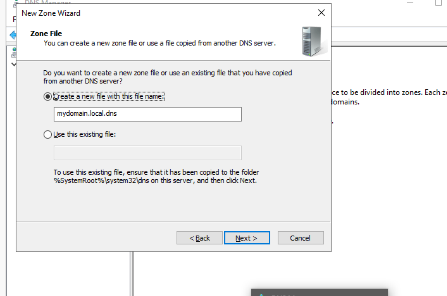 New Zone Wizard
Zone File
You can create a new zone file or use a file copied from another DNS server.
Do you want to create a new zone file or use an existing file that you have copied
from another DNS server?
Create a new file with this file name:
mydomain.local.dns
Use this existing file:
To use this existing file, ensure that it has been copied to the folder
%SystemRoot%\system32\dns on this server, and then click Next.
< Back
Next >
Cancel
ce to be divided into zones. Each
omains.